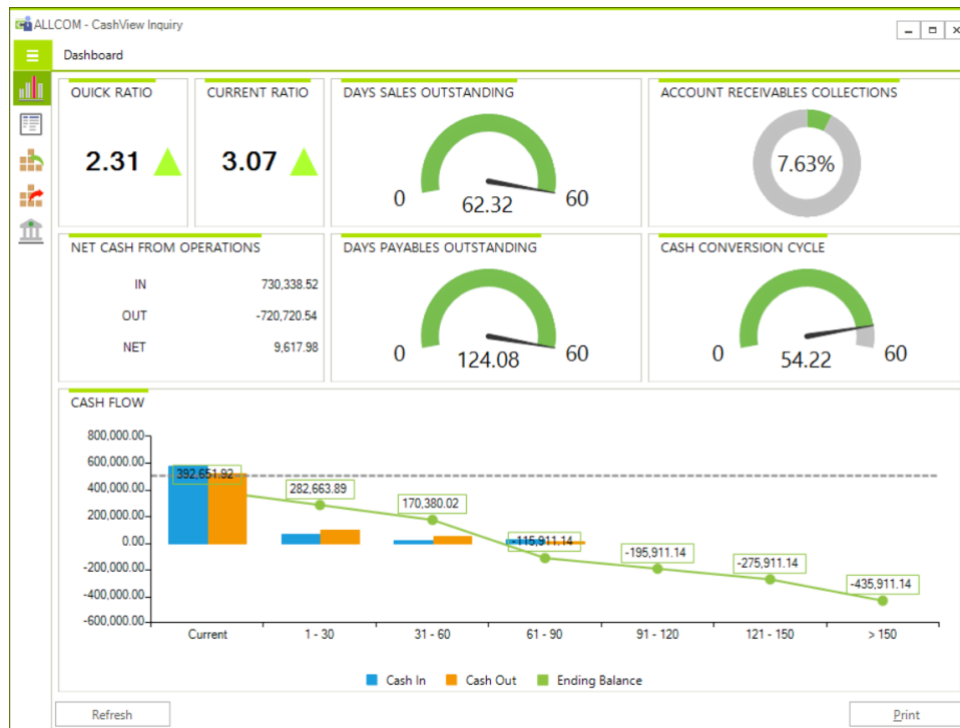 ALLCOM - CashView Inquiry
Dashboard
QUICK RATIO
2.31
CURRENT RATIO
3.07
DAYS SALES OUTSTANDING
0
62.32
60
ACCOUNT RECEIVABLES COLLECTIONS
7.63%
NET CASH FROM OPERATIONS
IN 730,338.52
OUT -720,720.54
NET 9,617.98
DAYS PAYABLES OUTSTANDING
0
124.08
60
CASH CONVERSION CYCLE
0
54.22
60
CASH FLOW
800,000.00
600,000.00
400,000.00
200,000.00
0.00
-200,000.00
-400,000.00
-600,000.00
392,651.92
282,663.89
170,380.02
-115,911.14
-195,911.14
-275,911.14
-435,911.14
Current 1 - 30 31 - 60 61 - 90 91 - 120 121 - 150 > 150
Cash In Cash Out Ending Balance
Refresh
Print